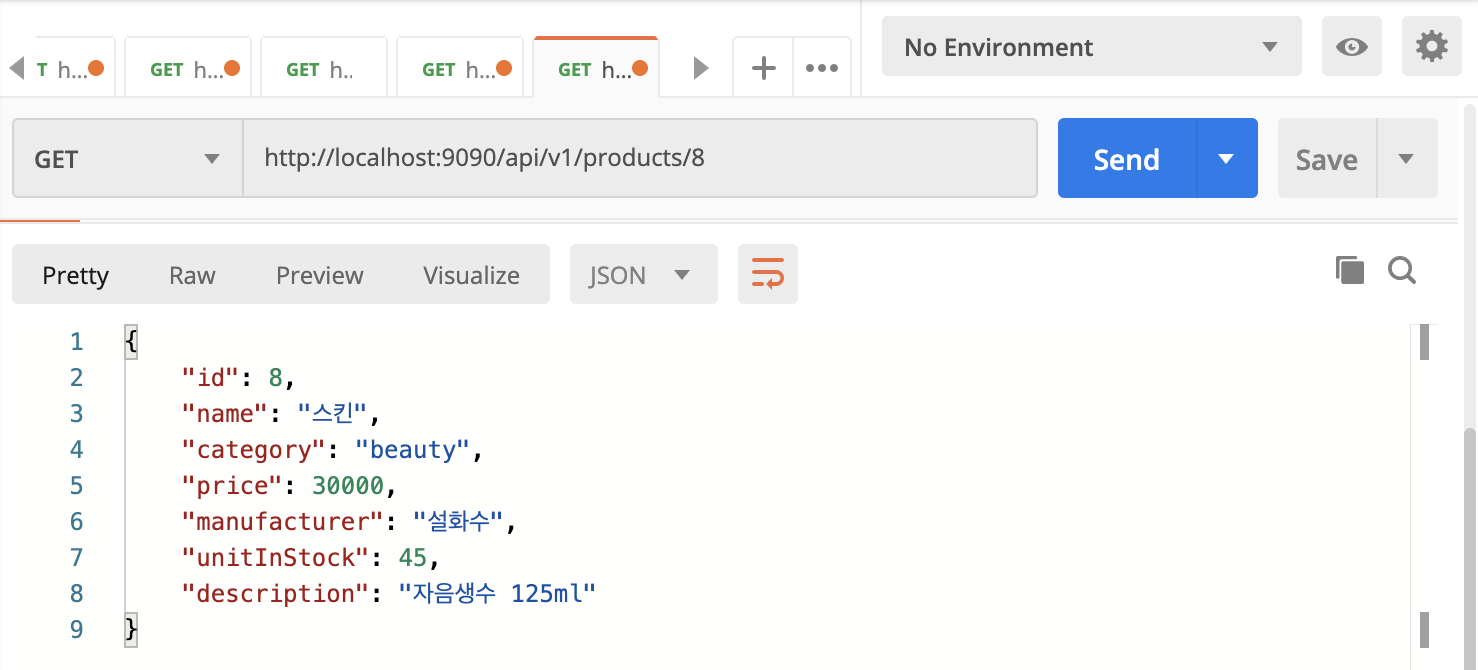 T h...
GET h...
GET h..
GET h...
GET h...
No Environment
GET
http://localhost:9090/api/v1/products/8
Send
Save
Pretty Raw Preview Visualize JSON
1 {
2 "id": 8,
3 "name": "스킨",
4 "category": "beauty",
5 "price": 30000,
6 "manufacturer": "설화수",
7 "unitInStock": 45,
8 "description": "자음생수 125ml"
9 }